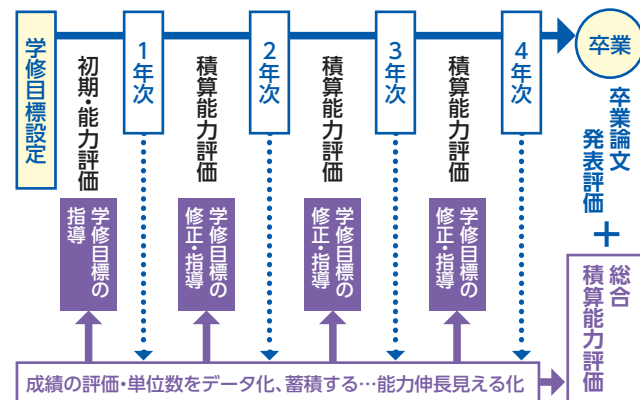 学修目標設定
初期・能力評価
学修目標の
指導
1年次
積算能力評価
学修目標の
修正・指導
2年次
積算能力評価
学修目標の
修正・指導
3年次
積算能力評価
学修目標の
修正・指導
4年次
卒業
卒業論文
発表評価
+
総合
積算能力評価
成績の評価・単位数をデータ化、蓄積する…能力伸長見える化